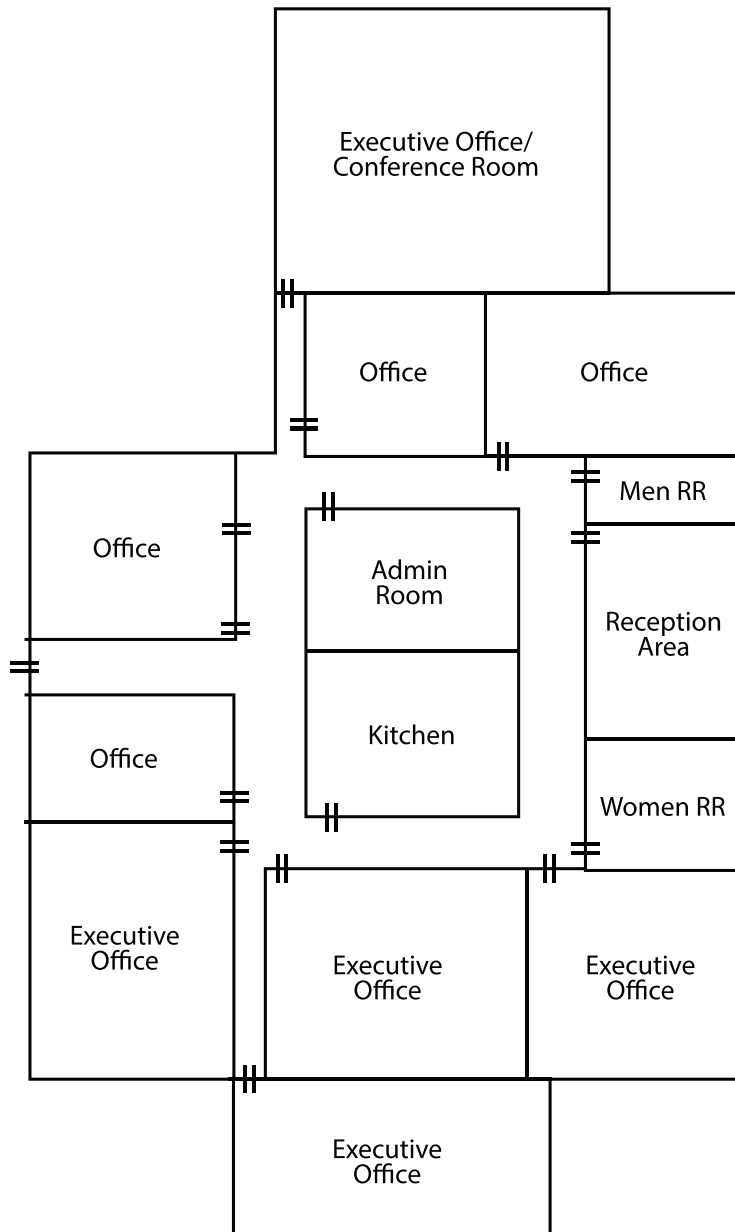 Executive Office/
Conference Room
Office
Office
Men RR
Office
Admin
Room
Reception
Area
Kitchen
Office
Women RR
Executive
Office
Executive
Office
Executive
Office
Executive
Office